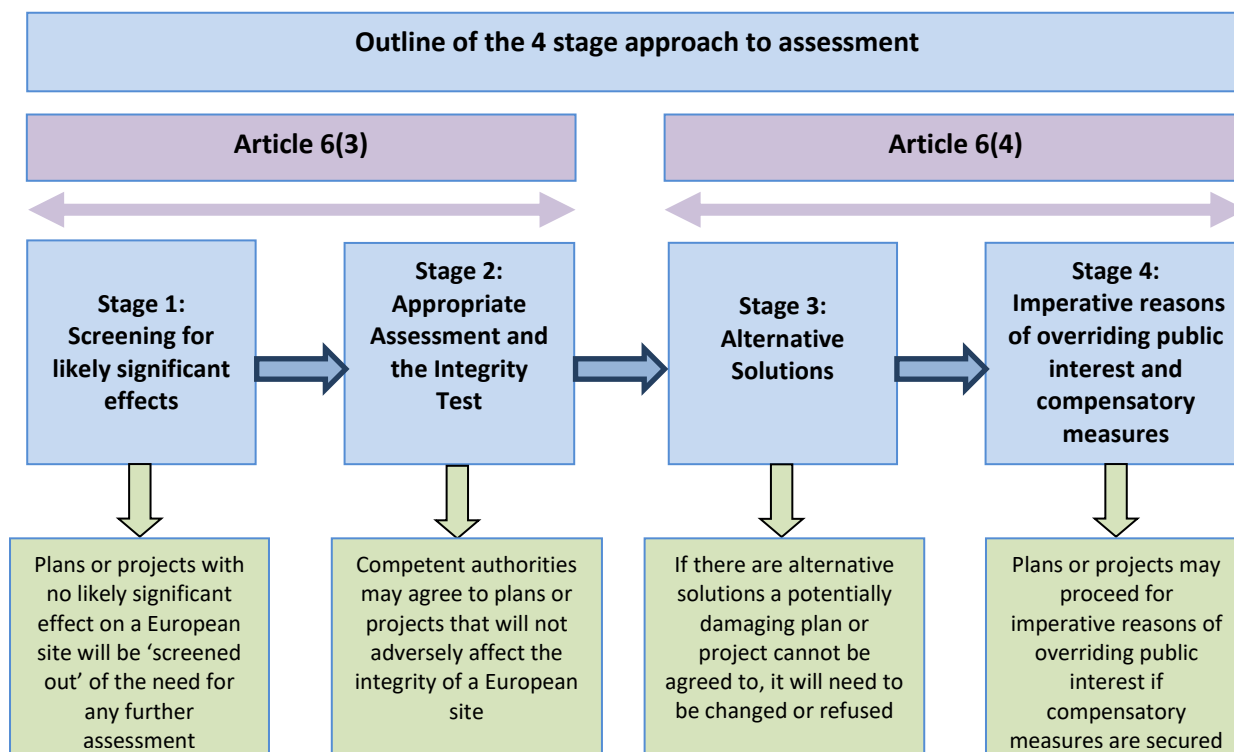 Outline of the 4 stage approach to assessment
Article 6(3)
Article 6(4)
Stage 1:
Screening for
likely significant
effects
Stage 2:
Appropriate
Assessment and
the Integrity
Test
Stage 3:
Alternative
Solutions
Stage 4:
Imperative reasons
of overriding public
interest and
compensatory
measures
Plans or projects with
no likely significant
effect on a European
site will be ‘screened
out’ of the need for
any further
assessment
Competent authorities
may agree to plans or
projects that will not
adversely affect the
integrity of a European
site
If there are alternative
solutions a potentially
damaging plan or
project cannot be
agreed to, it will need to
be changed or refused
Plans or projects may
proceed for
imperative reasons of
overriding public
interest if
compensatory
measures are secured